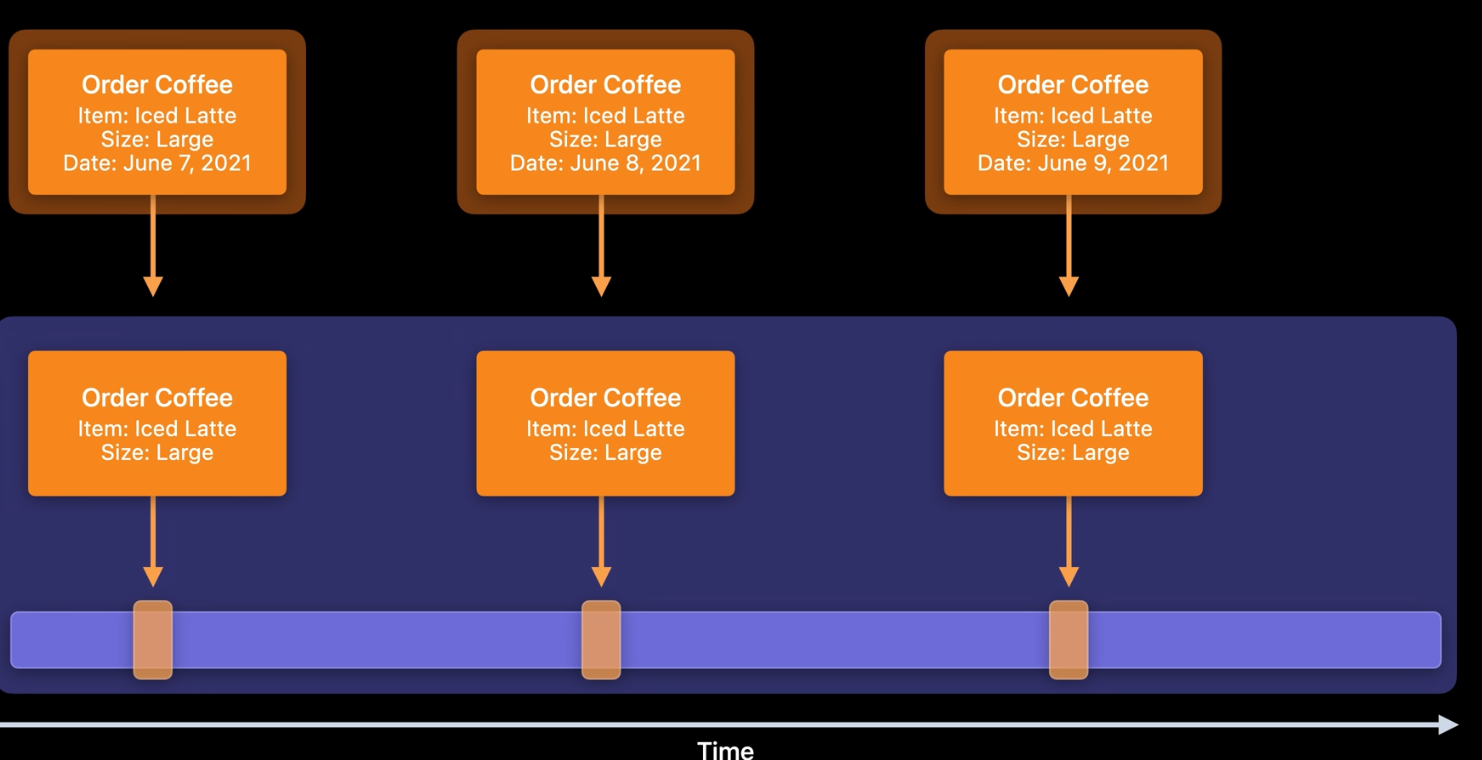 Order Coffee
Item: Iced Latte
Size: Large
Date: June 7, 2021
Order Coffee
Item: Iced Latte
Size: Large
Date: June 8, 2021
Order Coffee
Item: Iced Latte
Size: Large
Date: June 9, 2021
Order Coffee
Item: Iced Latte
Size: Large
Order Coffee
Item: Iced Latte
Size: Large
Order Coffee
Item: Iced Latte
Size: Large
Time